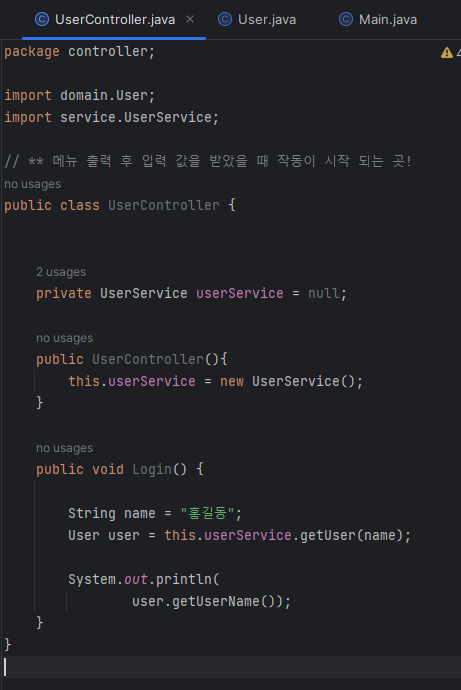 UserController.java × User.java Main.java
package controller; 4
import domain.User;
import service.UserService;
// ** 메뉴 출력 후 입력 값을 받았을 때 작동이 시작 되는 곳!
no usages
public class UserController {
2 usages
private UserService userService = null;
no usages
public UserController(){
this.userService = new UserService();
}
no usages
public void Login() {
String name = "홍길동";
User user = this.userService.getUser(name);
System.out.println(
user.getUserName());
}
}